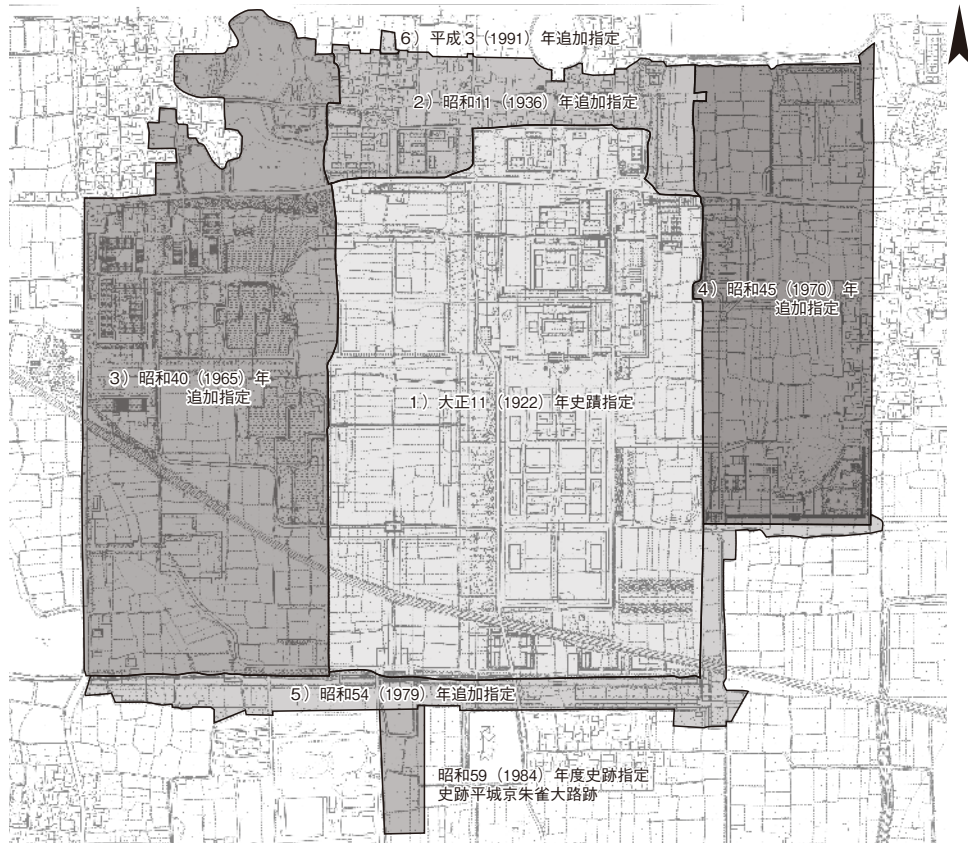 6）平成3（1991）年追加指定
2）昭和11（1936）年追加指定
4）昭和45（1970）年
追加指定
3）昭和40（1965）年
追加指定
1）大正11（1922）年史蹟指定
5）昭和54（1979）年追加指定
昭和59（1984）年度史跡指定
史跡平城京朱雀大路跡